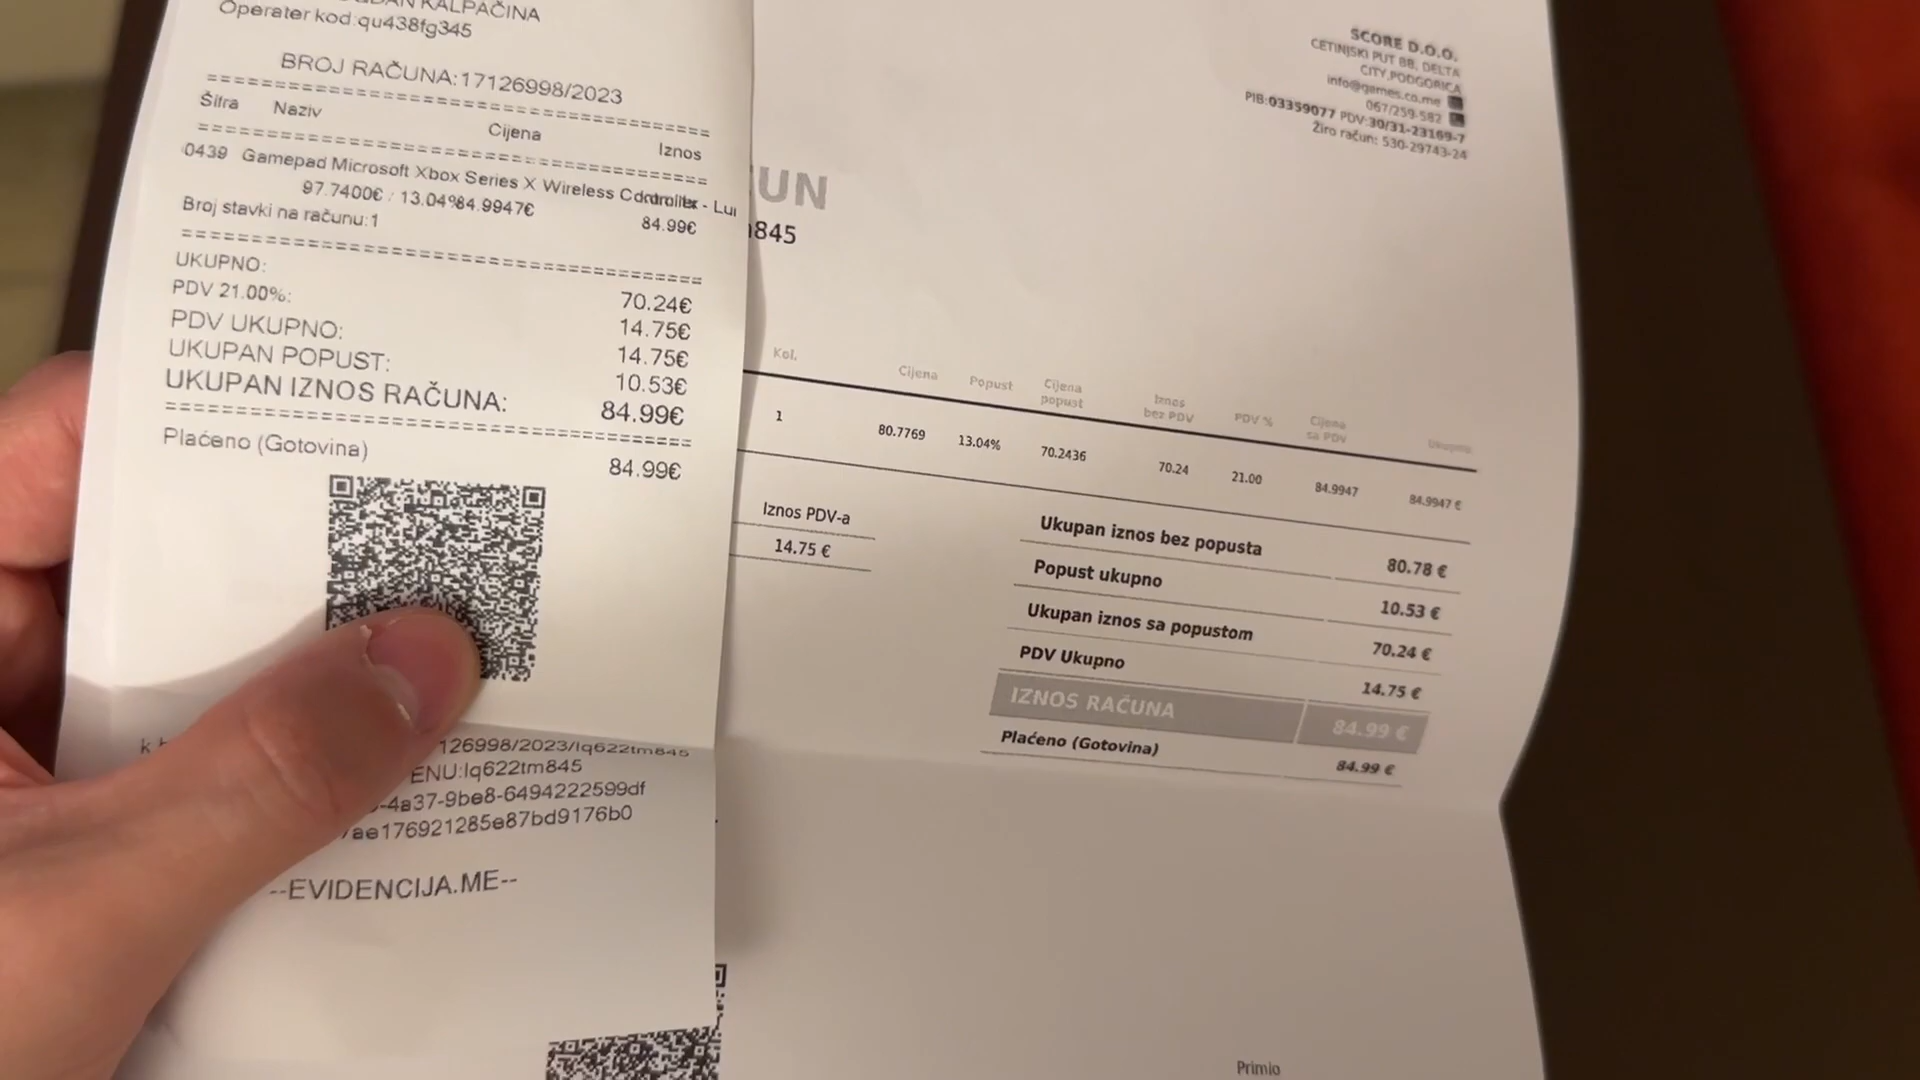 KALPAČINA
Operater kod:qu438fg345
BROJ RAČUNA:17126998/2023
====================================
Šifra Naziv Cijena Iznos
====================================
0439 Gamepad Microsoft Xbox Series X Wireless - Lu
97.7400€ 13.04% 84.9947€ 84.99€
Broj stavki na računu:1
====================================
UKUPNO: 70.24€
PDV 21.00%: 14.75€
PDV UKUPNO: 14.75€
UKUPAN POPUST: 10.53€
UKUPAN IZNOS RAČUNA: 84.99€
====================================
Plaćeno (Gotovina) 84.99€
126998/2023/lq622tm845
ENU:lq622tm845
-4a37-9be8-6494222599df
ae176921285e87bd9176b0
--EVIDENCIJA.ME--
SCORE D.O.O.
CETINJSKI PUT BB, DELTA
CITY,PODGORICA
info@games.co.me
067/259-582
PIB:03359077 PDV:30/31-23169-7
Žiro račun: 530-29743-24
UN
845
Kol. Cijena Popust Cijena popust Iznos bez PDV PDV % Cijena sa PDV Ukupno
1 80.7769 13.04% 70.2436 70.24 21.00 84.9947 84.9947 €
Iznos PDV-a
14.75 €
Ukupan iznos bez popusta 80.78 €
Popust ukupno 10.53 €
Ukupan iznos sa popustom 70.24 €
PDV Ukupno 14.75 €
IZNOS RAČUNA 84.99 €
Plaćeno (Gotovina) 84.99 €
Primio